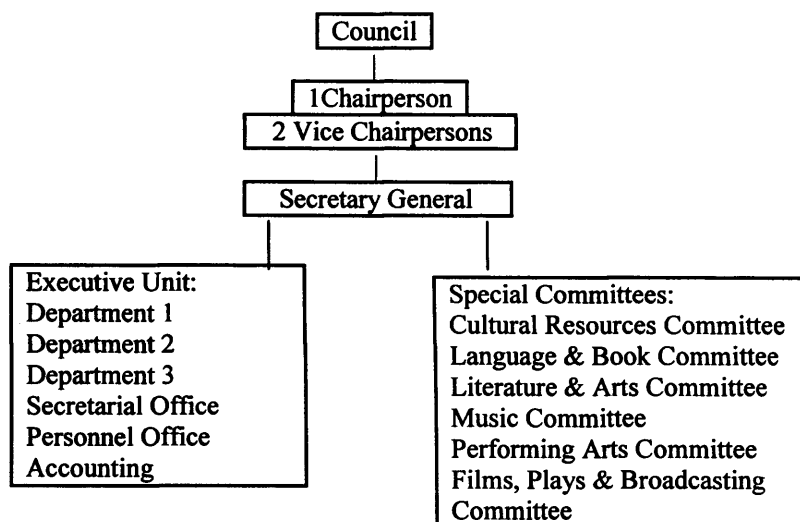 Council
1Chairperson
2 Vice Chairpersons
Secretary General
Executive Unit:
Department 1
Department 2
Department 3
Secretarial Office
Personnel Office
Accounting
Special Committees:
Cultural Resources Committee
Language & Book Committee
Literature & Arts Committee
Music Committee
Performing Arts Committee
Films, Plays & Broadcasting
Committee